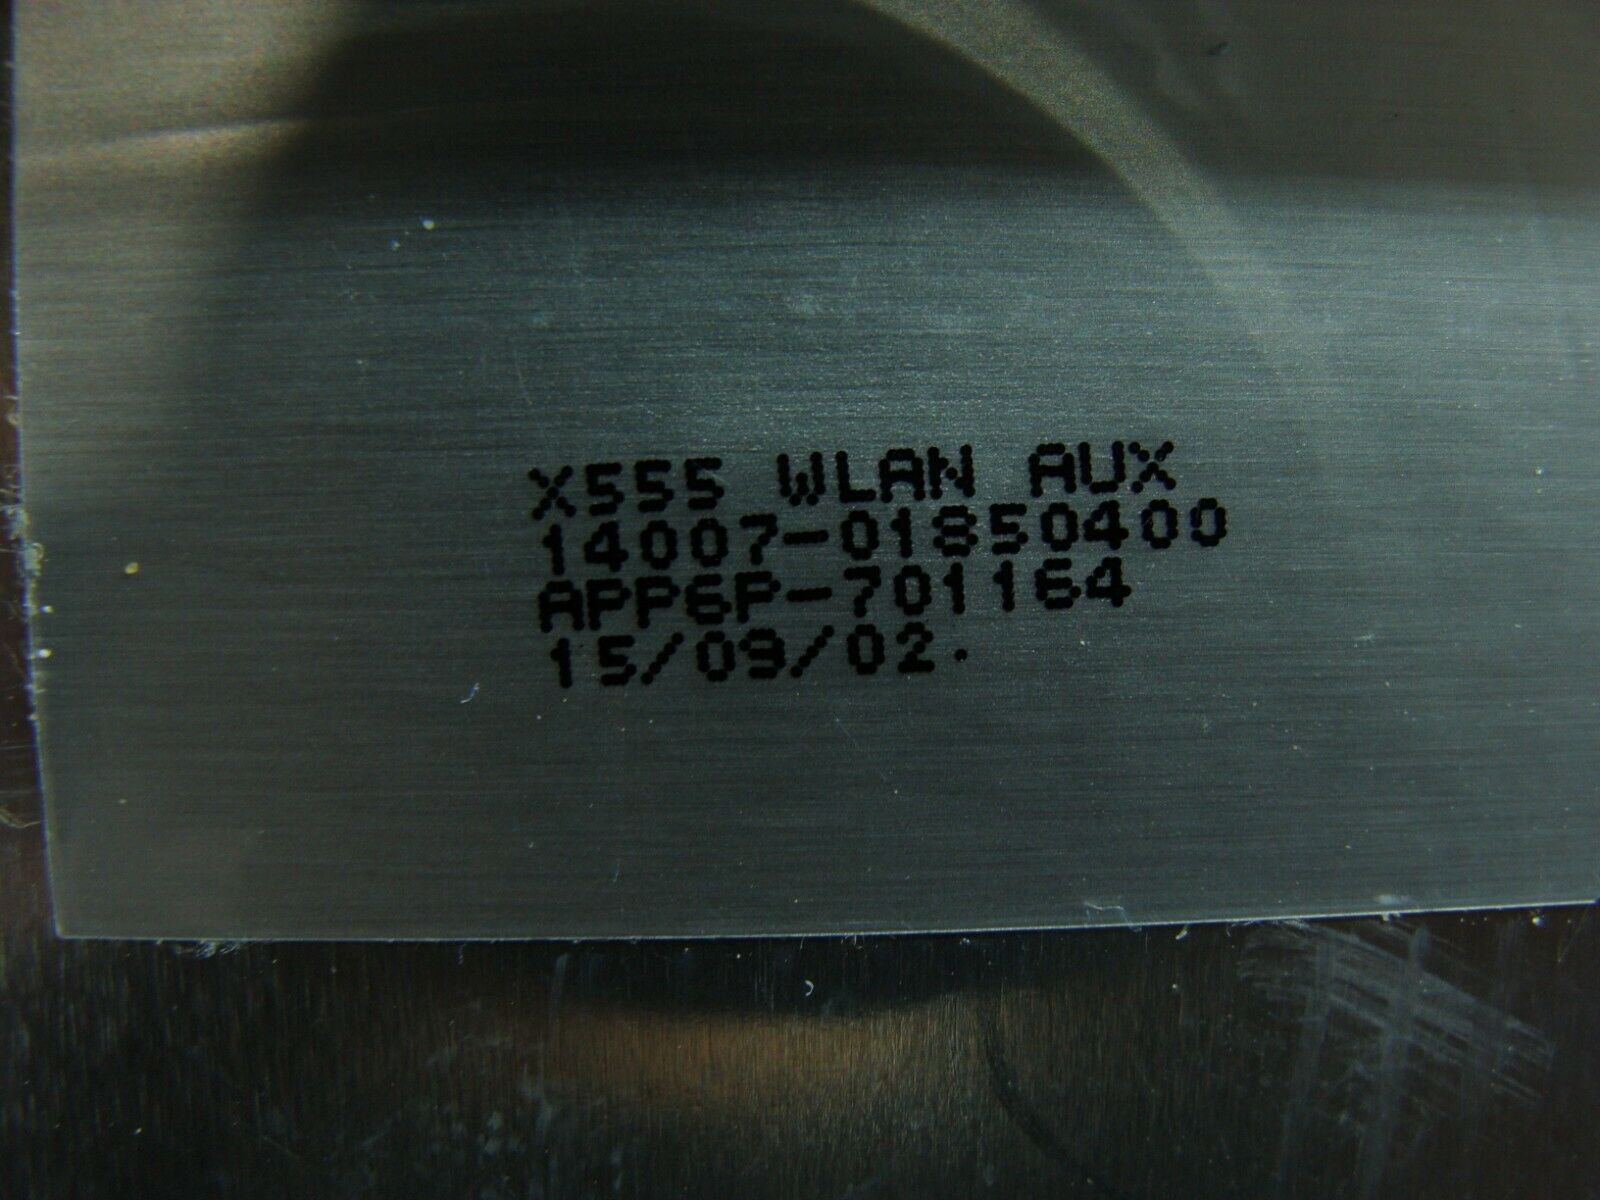 X555 WLAN AUX
14007-01850400
APP6P-701164
15/09/02.